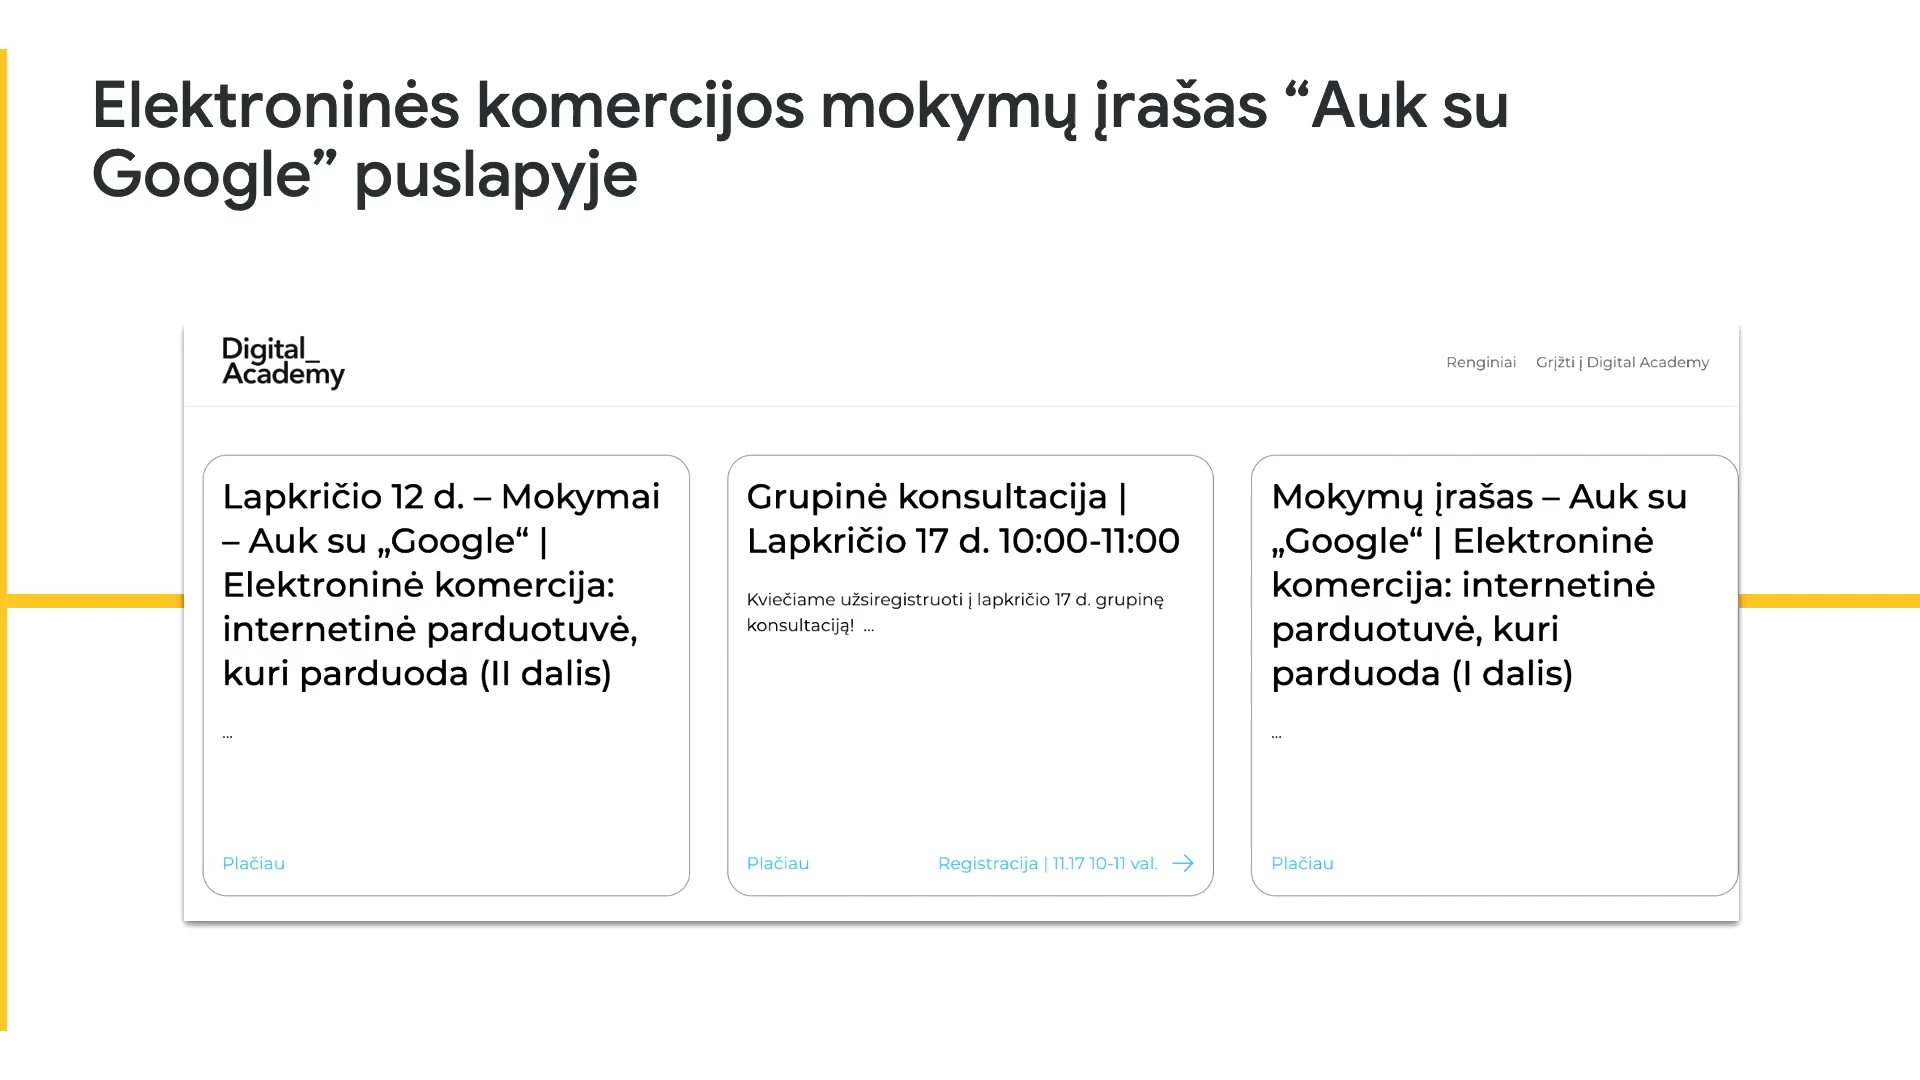 Elektroninės komercijos mokymų įrašas “Auk su
Google” puslapyje
Digital_
Academy
Renginiai
Grįžti į Digital Academy
Lapkričio 12 d. – Mokymai
– Auk su „Google“ |
Elektroninė komercija:
internetinė parduotuvė,
kuri parduoda (II dalis)
...
Plačiau
Grupinė konsultacija |
Lapkričio 17 d. 10:00-11:00
Kviečiame užsiregistruoti į lapkričio 17 d. grupinę
konsultaciją! ...
Plačiau
Registracija | 11.17 10-11 val.
Mokymų įrašas – Auk su
„Google“ | Elektroninė
komercija: internetinė
parduotuvė, kuri
parduoda (I dalis)
...
Plačiau